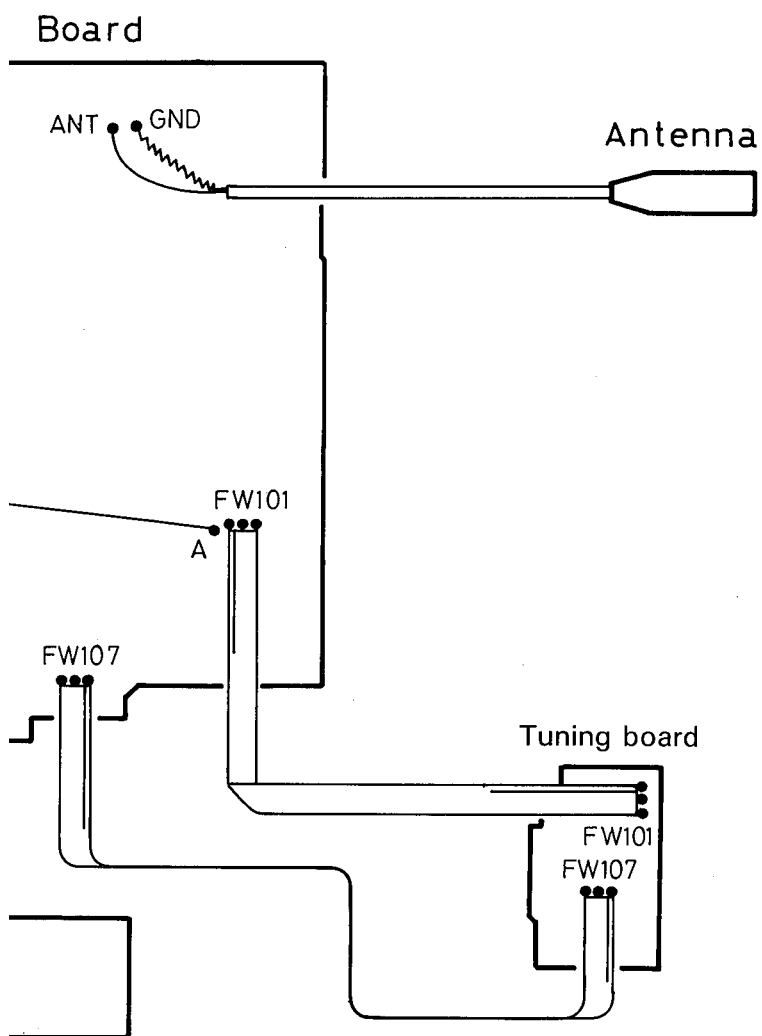 Board
ANT GND
Antenna
FW101
A
FW107
Tuning board
FW101
FW107